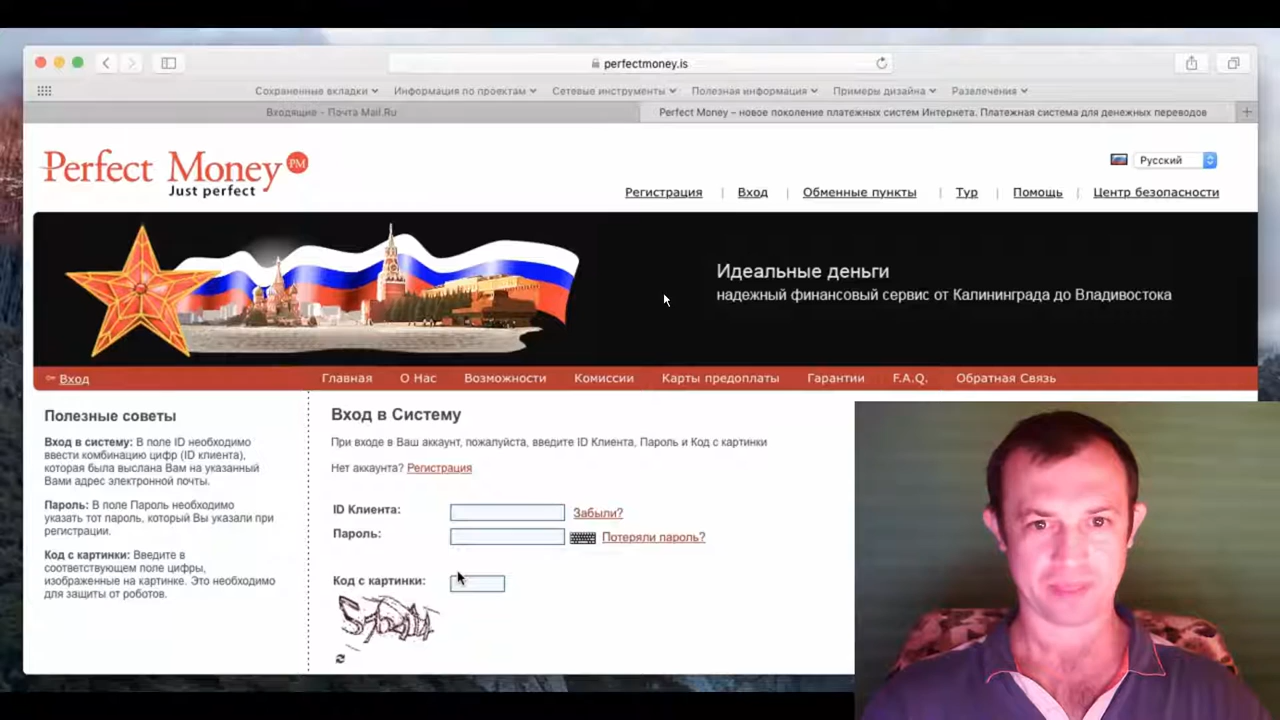 perfectmoney.is
Сохраненные вкладки Информация по проектам Сетевые инструменты Полезная информация Примеры дизайна Развлечения
Входящие - Почта Mail.Ru Perfect Money – новое поколение платежных систем Интернета. Платежная система для денежных переводов
Perfect Money PM
Just perfect
Русский
Регистрация | Вход | Обменные пункты | Тур | Помощь | Центр безопасности
Идеальные деньги
надежный финансовый сервис от Калининграда до Владивостока
Вход Главная О Нас Возможности Комиссии Карты предоплаты Гарантии F.A.Q. Обратная Связь
Полезные советы
Вход в систему: В поле ID необходимо
ввести комбинацию цифр (ID клиента),
которая была выслана Вам на указанный
Вами адрес электронной почты.
Пароль: В поле Пароль необходимо
указать тот пароль, который Вы указали при
регистрации.
Код с картинки: Введите в
соответствующем поле цифры,
изображенные на картинке. Это необходимо
для защиты от роботов.
Вход в Систему
При входе в Ваш аккаунт, пожалуйста, введите ID Клиента, Пароль и Код с картинки
Нет аккаунта? Регистрация
ID Клиента: Забыли?
Пароль: Потеряли пароль?
Код с картинки: